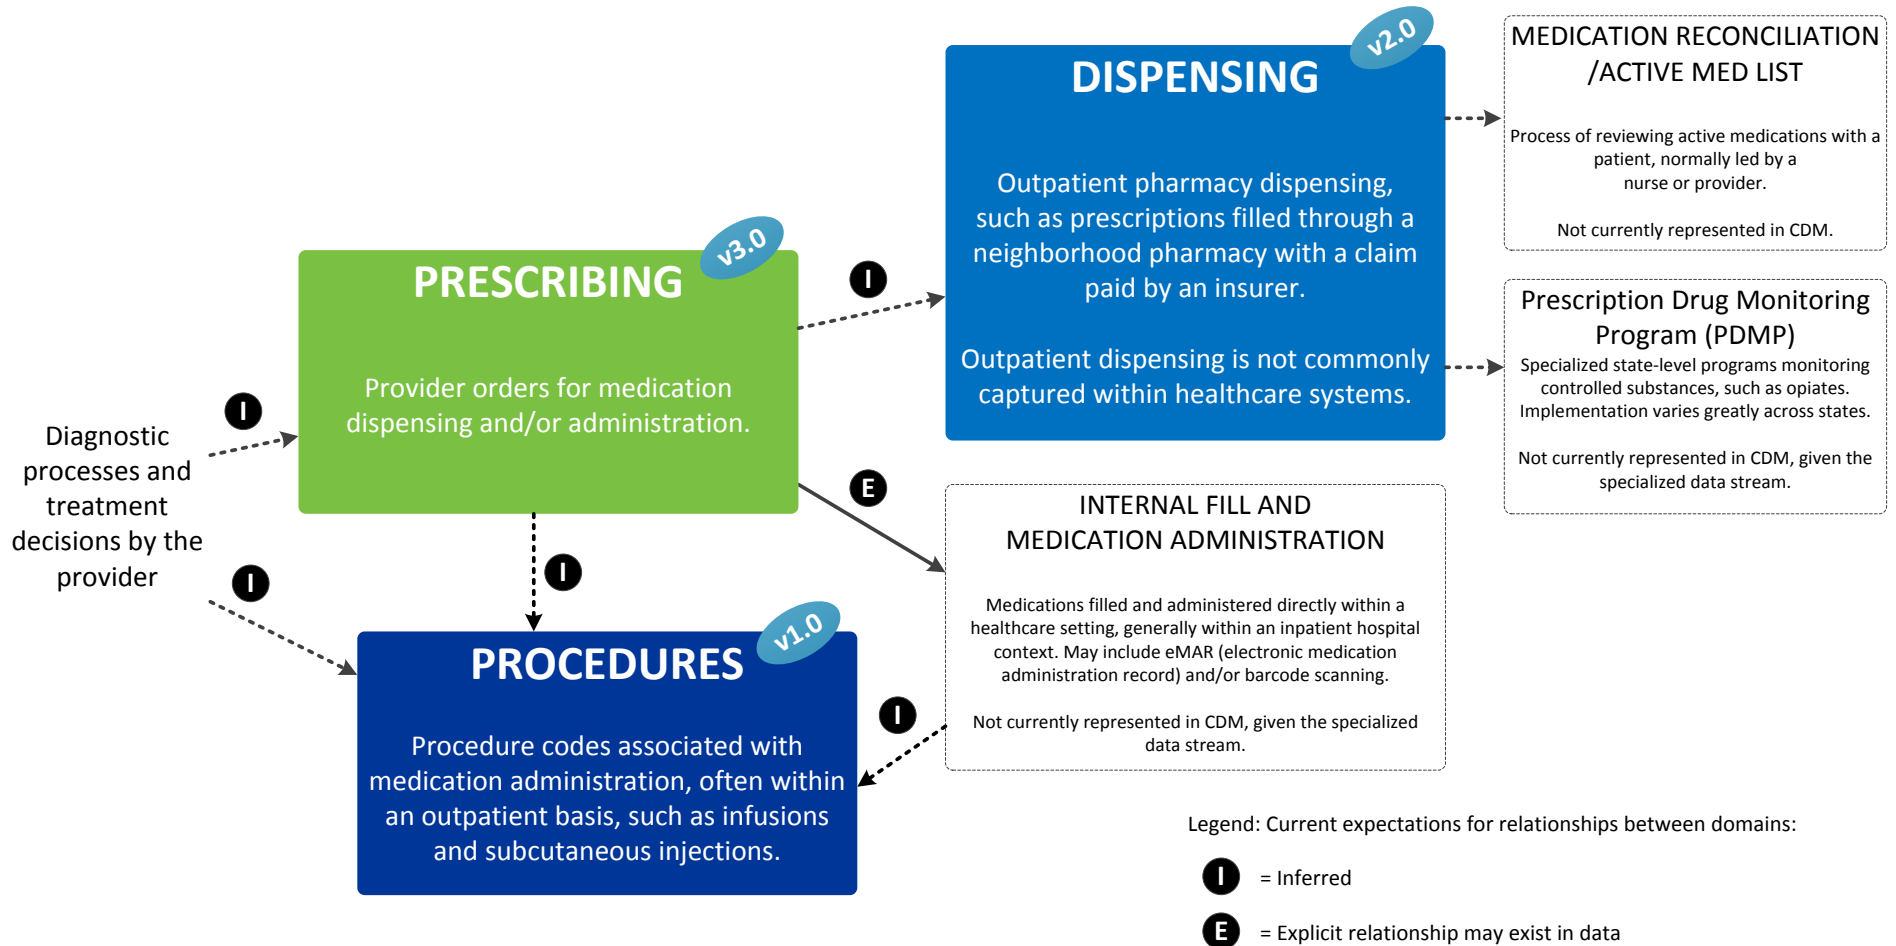 Diagnostic
processes and
treatment
decisions by the
provider
I
I
v3.0
PRESCRIBING
Provider orders for medication
dispensing and/or administration.
I
E
I
v1.0
PROCEDURES
Procedure codes associated with
medication administration, often within
an outpatient basis, such as infusions
and subcutaneous injections.
v2.0
DISPENSING
Outpatient pharmacy dispensing,
such as prescriptions filled through a
neighborhood pharmacy with a claim
paid by an insurer.
Outpatient dispensing is not commonly
captured within healthcare systems.
INTERNAL FILL AND
MEDICATION ADMINISTRATION
Medications filled and administered directly within a
healthcare setting, generally within an inpatient hospital
context. May include eMAR (electronic medication
administration record) and/or barcode scanning.
Not currently represented in CDM, given the specialized
data stream.
I
MEDICATION RECONCILIATION
/ACTIVE MED LIST
Process of reviewing active medications with a
patient, normally led by a
nurse or provider.
Not currently represented in CDM.
Prescription Drug Monitoring
Program (PDMP)
Specialized state-level programs monitoring
controlled substances, such as opiates.
Implementation varies greatly across states.
Not currently represented in CDM, given the
specialized data stream.
Legend: Current expectations for relationships between domains:
I = Inferred
E = Explicit relationship may exist in data